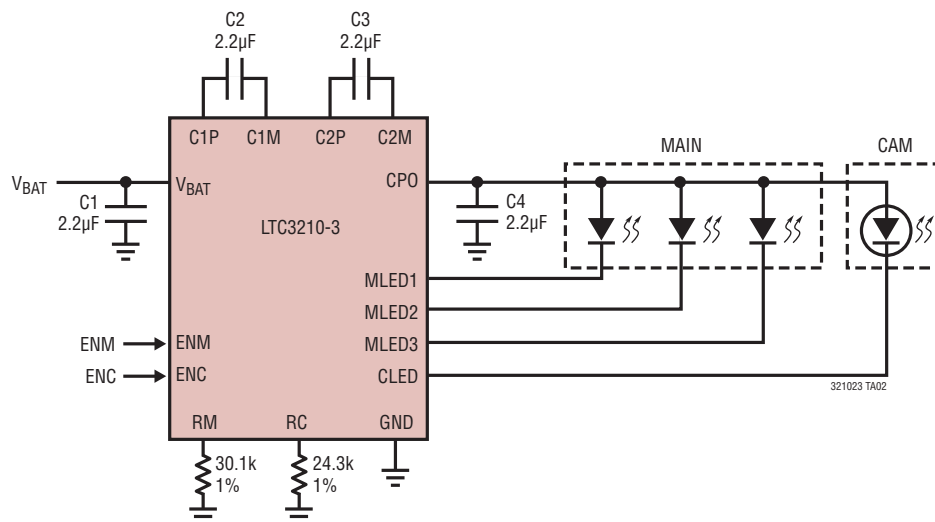 C2
2.2µF
C3
2.2µF
C1P
C1M
C2P
C2M
MAIN
CAM
VBAT
VBAT
CPO
C1
2.2µF
C4
2.2µF
LTC3210-3
MLED1
MLED2
MLED3
CLED
ENM
ENM
ENC
ENC
321023 TA02
RM
RC
GND
30.1k
1%
24.3k
1%